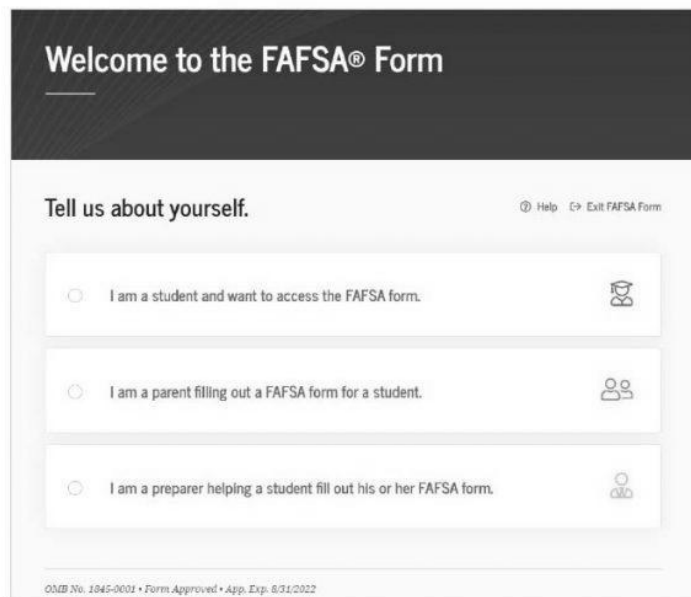 Welcome to the FAFSA® Form
Tell us about yourself.
Help Exit FAFSA Form
I am a student and want to access the FAFSA form.
I am a parent filling out a FAFSA form for a student.
I am a preparer helping a student fill out his or her FAFSA form.
OMB No. 1845-0001 • Form Approved • App. Exp. 8/31/2022